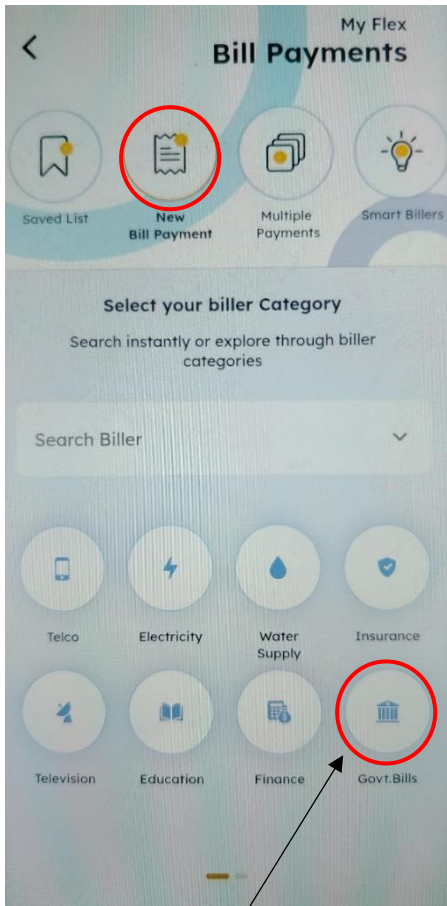 My Flex
Bill Payments
Saved List
New
Bill Payment
Multiple
Payments
Smart Billers
Select your biller Category
Search instantly or explore through biller
categories
Search Biller
Telco
Electricity
Water
Supply
Insurance
Television
Education
Finance
Govt.Bills